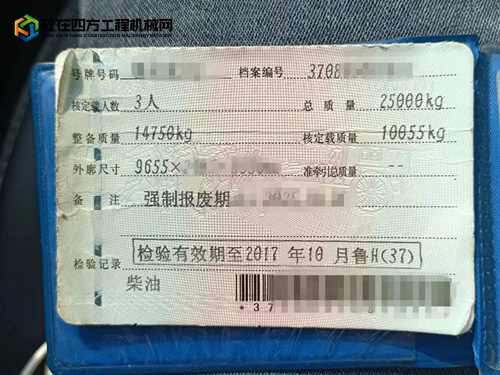 铁在四方工程机械网
号牌号码 档案编号 3708
核定载人数 3人 总质量 25000kg
整备质量 14750kg 核定载质量 10055kg
外廓尺寸 9655× 准牵引总质量 --
备注 强制报废期
检验记录 检验有效期至2017年10月鲁H(37)
柴油
*37